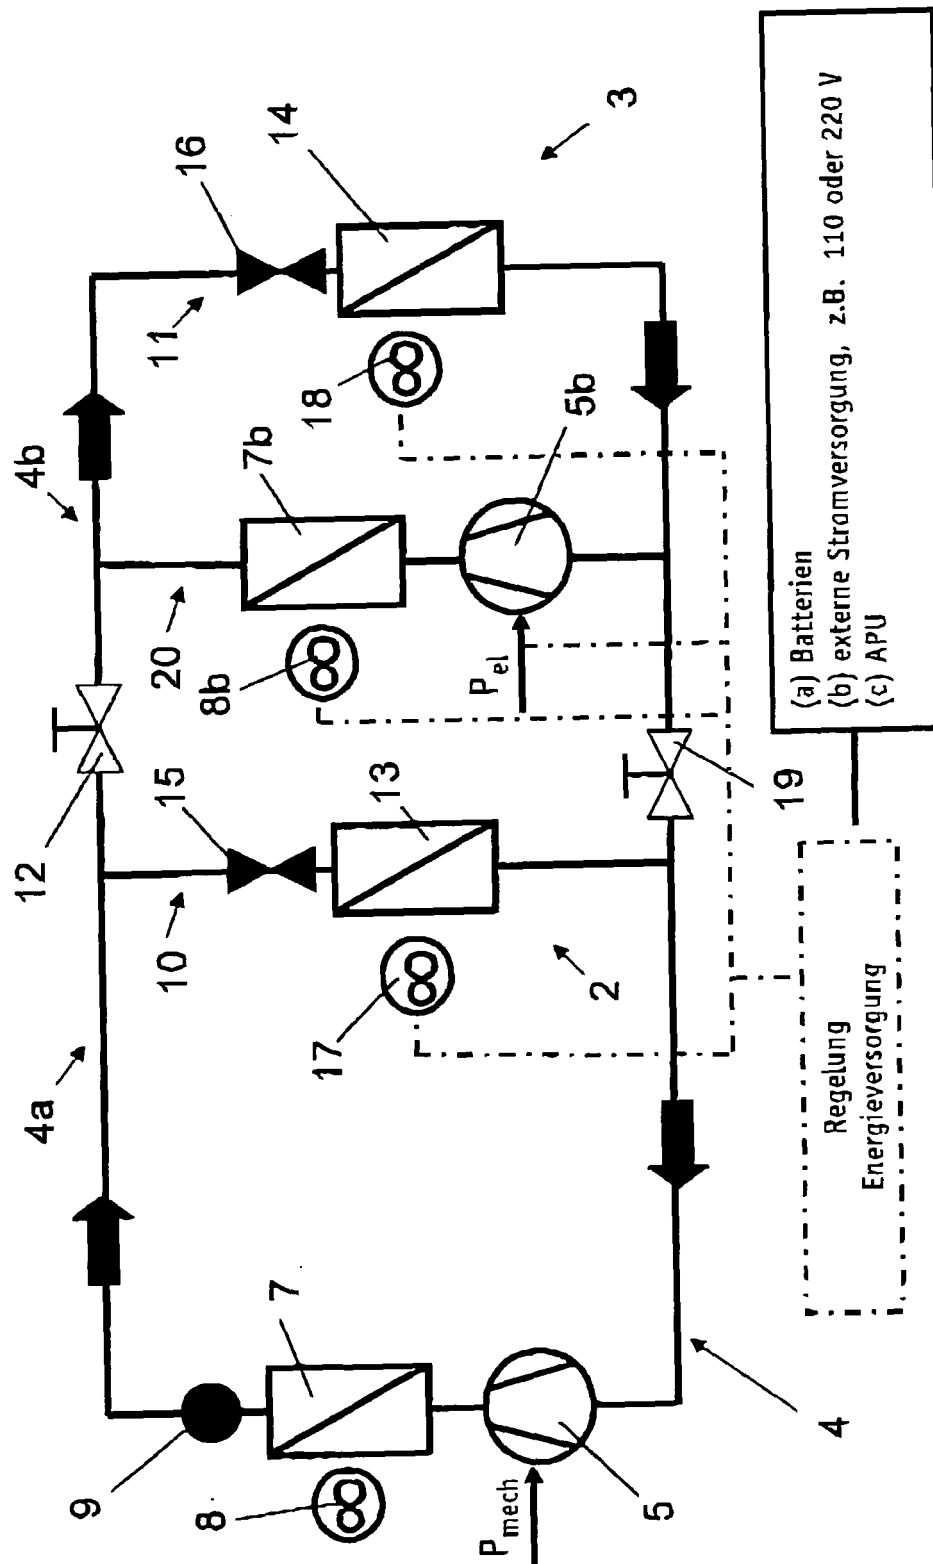 3
4b
11
16
14
18
7b
20
8b
5b
P_el
12
15
10
13
17
2
19
4a
9
7
8
5
P_mech
4
Regelung
Energieversorgung
(a) Batterien
(b) externe Stromversorgung, z.B. 110 oder 220 V
(c) APU